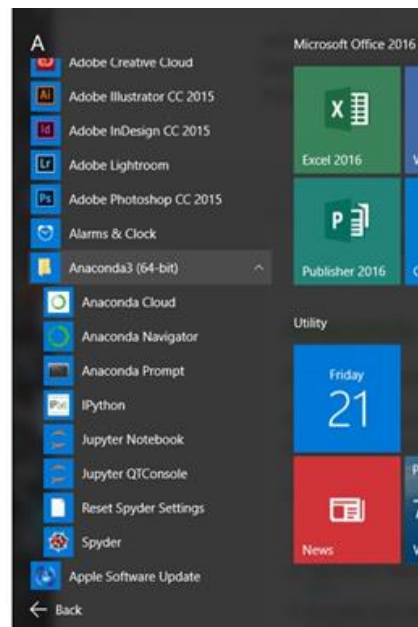 A
Adobe Creative Cloud
Adobe Illustrator CC 2015
Adobe InDesign CC 2015
Adobe Lightroom
Adobe Photoshop CC 2015
Alarms & Clock
Anaconda3 (64-bit)
Anaconda Cloud
Anaconda Navigator
Anaconda Prompt
IPython
Jupyter Notebook
Jupyter QTConsole
Reset Spyder Settings
Spyder
Apple Software Update
Back
Microsoft Office 2016
Excel 2016
Publisher 2016
Utility
Friday
21
News